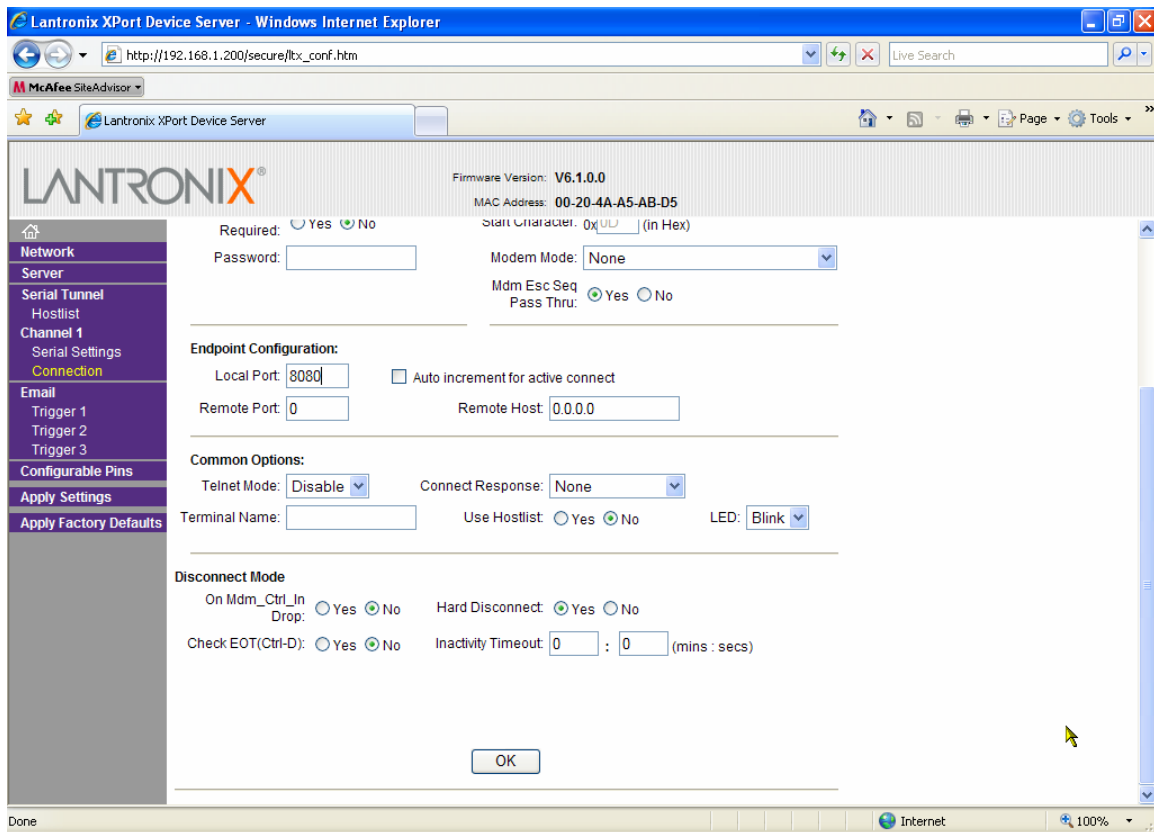 Lantronix XPort Device Server - Windows Internet Explorer
http://192.168.1.200/secure/ltx_conf.htm
Live Search
McAfee SiteAdvisor
Lantronix XPort Device Server
Page
Tools
LANTRONIX®
Firmware Version: V6.1.0.0
MAC Address: 00-20-4A-A5-AB-D5
Network
Server
Serial Tunnel
Hostlist
Channel 1
Serial Settings
Connection
Email
Trigger 1
Trigger 2
Trigger 3
Configurable Pins
Apply Settings
Apply Factory Defaults
Required: Yes No
Start Character: 0x 0D (in Hex)
Password:
Modem Mode: None
Mdm Esc Seq Pass Thru: Yes No
Endpoint Configuration:
Local Port: 8080
Auto increment for active connect
Remote Port: 0
Remote Host: 0.0.0.0
Common Options:
Telnet Mode: Disable
Connect Response: None
Terminal Name:
Use Hostlist: Yes No
LED: Blink
Disconnect Mode
On Mdm_Ctrl_In Drop: Yes No
Hard Disconnect: Yes No
Check EOT(Ctrl-D): Yes No
Inactivity Timeout: 0 : 0 (mins : secs)
OK
Done
Internet
100%